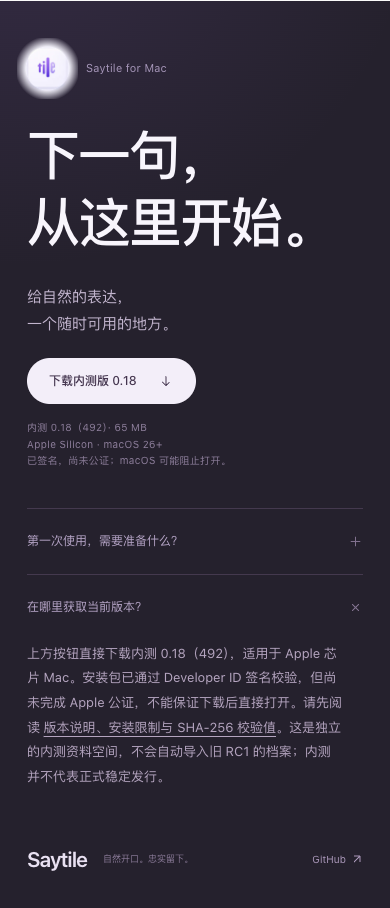 tile
Saytile for Mac
下一句，
从这里开始。
给自然的表达，
一个随时可用的地方。
下载内测版 0.18 ↓
内测 0.18（492）· 65 MB
Apple Silicon · macOS 26+
已签名，尚未公证；macOS 可能阻止打开。
第一次使用，需要准备什么？
在哪里获取当前版本？
上方按钮直接下载内测 0.18（492），适用于 Apple 芯
片 Mac。安装包已通过 Developer ID 签名校验，但尚
未完成 Apple 公证，不能保证下载后直接打开。请先阅
读 版本说明、安装限制与 SHA-256 校验值。这是独立
的内测资料空间，不会自动导入旧 RC1 的档案；内测
并不代表正式稳定发行。
Saytile 自然开口，忠实留下。 GitHub ↗